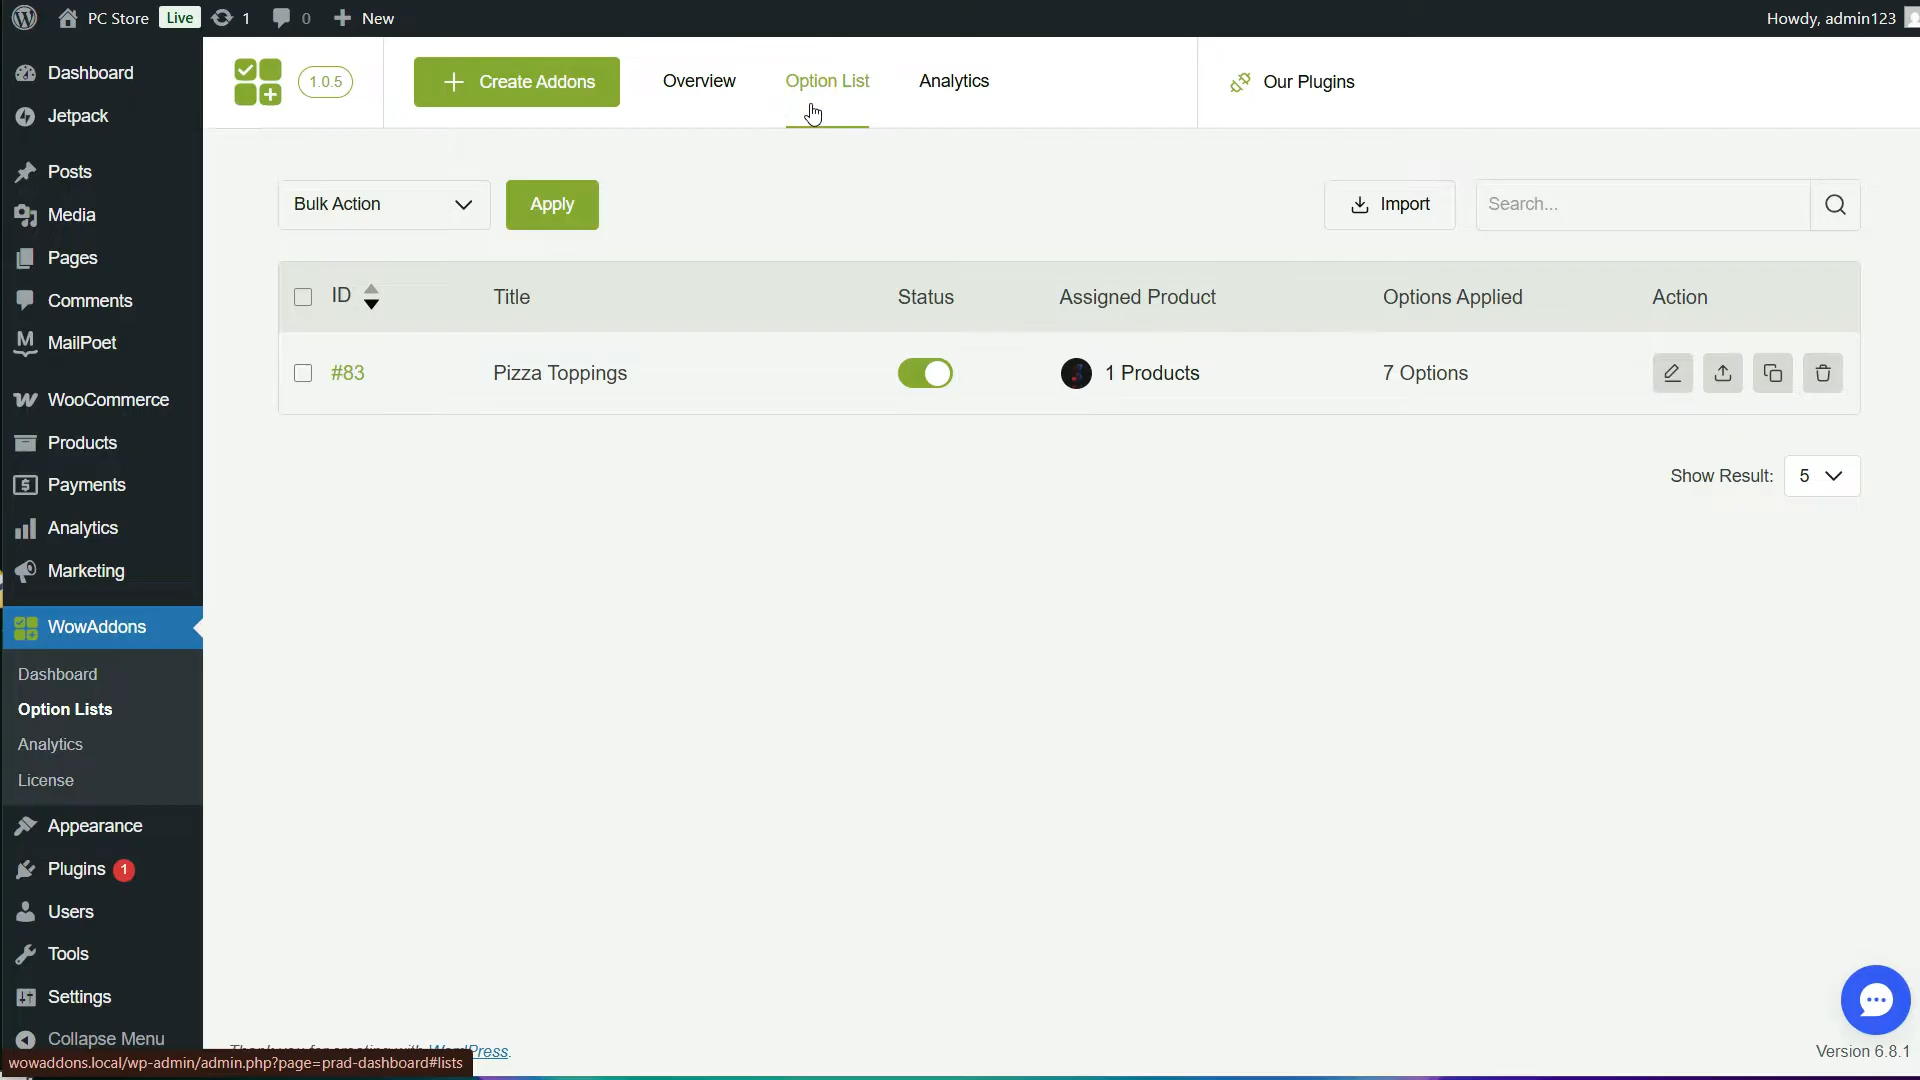 PC Store Live 1 0 New
Howdy, admin123
Dashboard
Jetpack
Posts
Media
Pages
Comments
MailPoet
WooCommerce
Products
Payments
Analytics
Marketing
WowAddons
Dashboard
Option Lists
Analytics
License
Appearance
Plugins 1
Users
Tools
Settings
Collapse Menu
1.0.5
Create Addons
Overview
Option List
Analytics
Our Plugins
Bulk Action
Apply
Import
Search...
ID Title Status Assigned Product Options Applied Action
#83 Pizza Toppings 1 Products 7 Options
Show Result: 5
Thank you for creating with WordPress.
Version 6.8.1
wowaddons.local/wp-admin/admin.php?page=prad-dashboard#lists